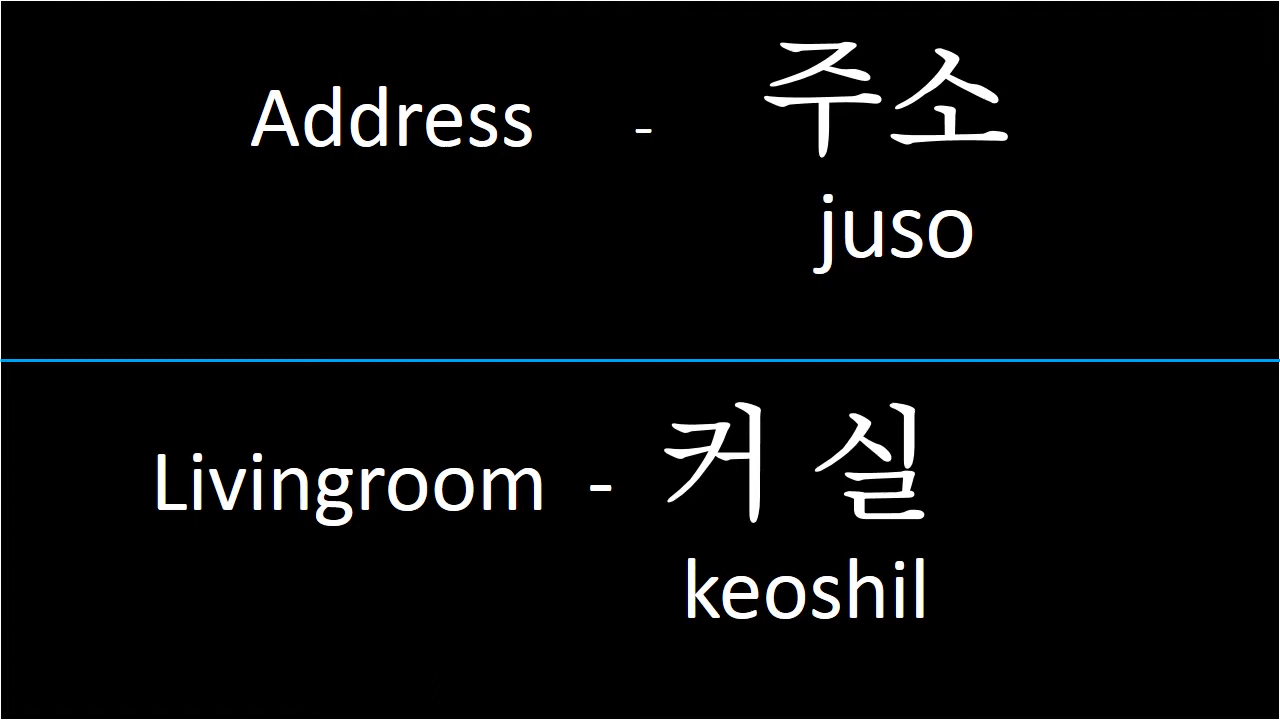 Address - 주소
juso
Livingroom - 커 실
keoshil